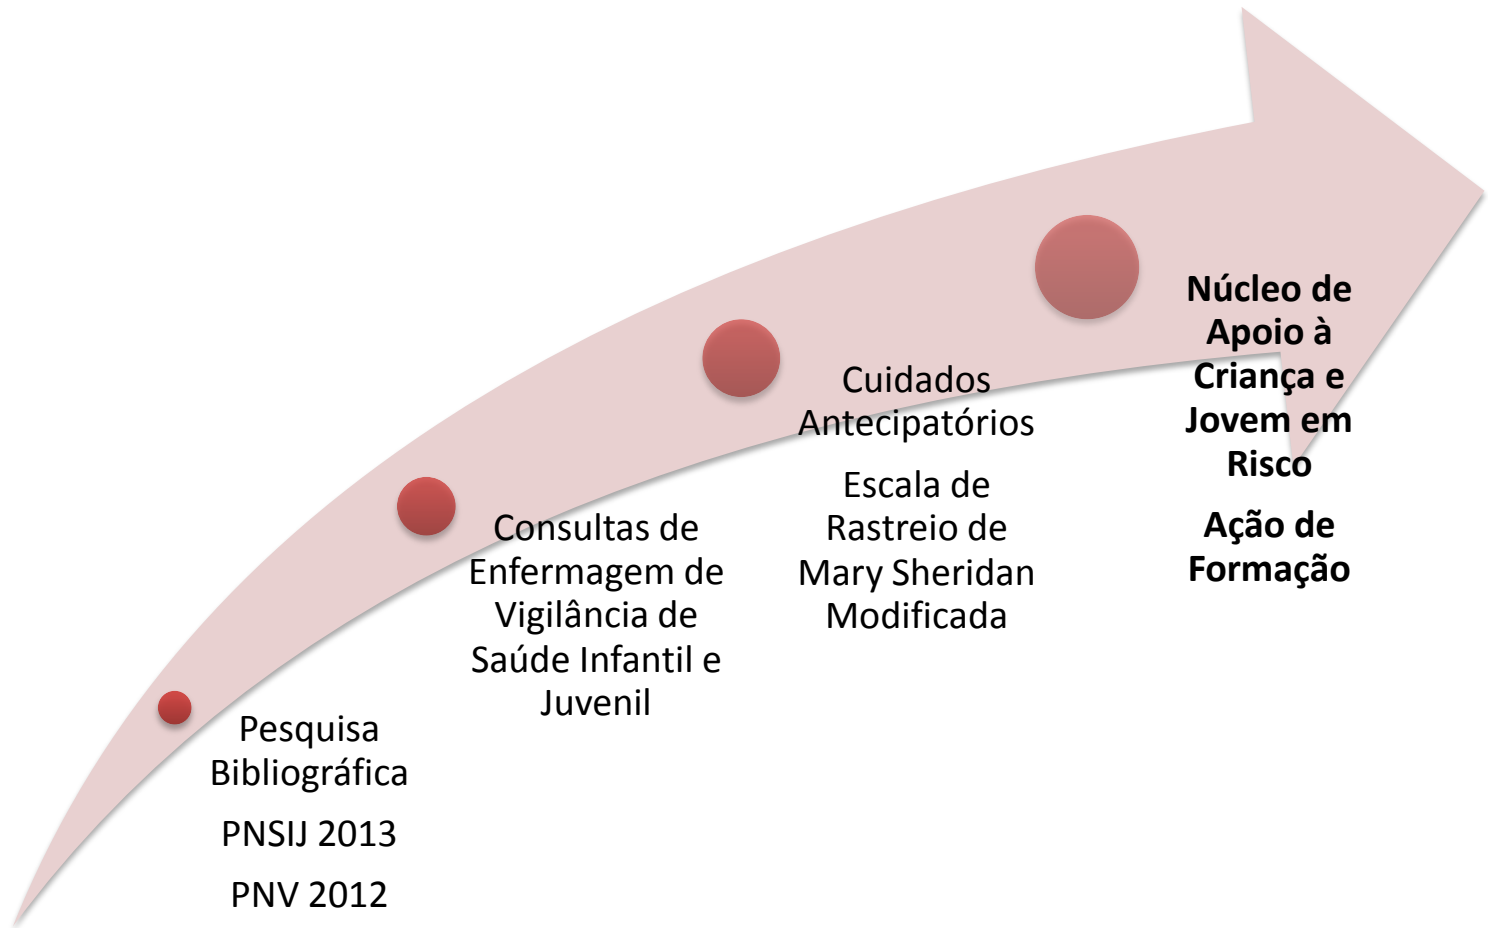 Pesquisa
Bibliográfica
PNSIJ 2013
PNV 2012
Consultas de
Enfermagem de
Vigilância de
Saúde Infantil e
Juvenil
Cuidados
Antecipatórios
Escala de
Rastreio de
Mary Sheridan
Modificada
Núcleo de
Apoio à
Criança e
Jovem em
Risco
Ação de
Formação